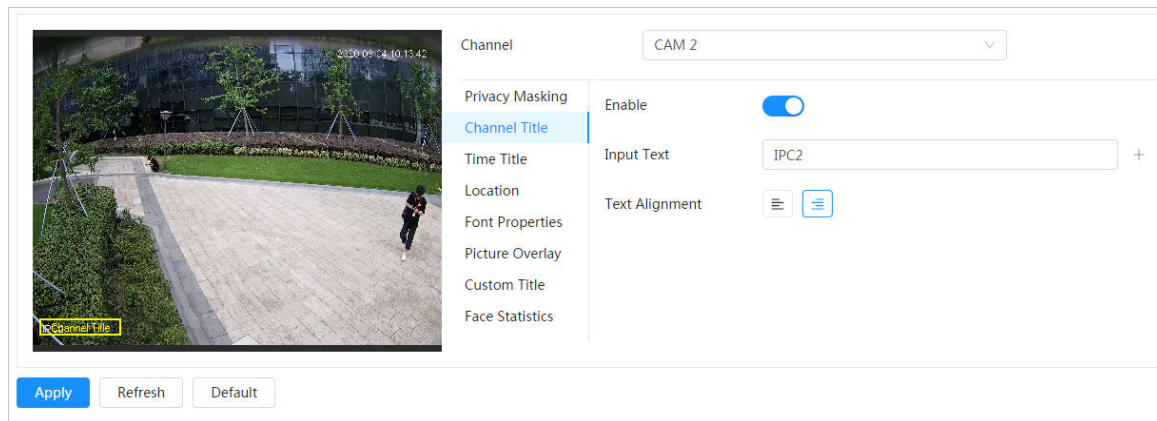 2020-09-04 10:13:42
Channel
CAM 2
Privacy Masking
Enable
Channel Title
Time Title
Input Text
IPC2
+
Location
Text Alignment
Font Properties
Picture Overlay
Custom Title
Face Statistics
Channel Title
Apply
Refresh
Default